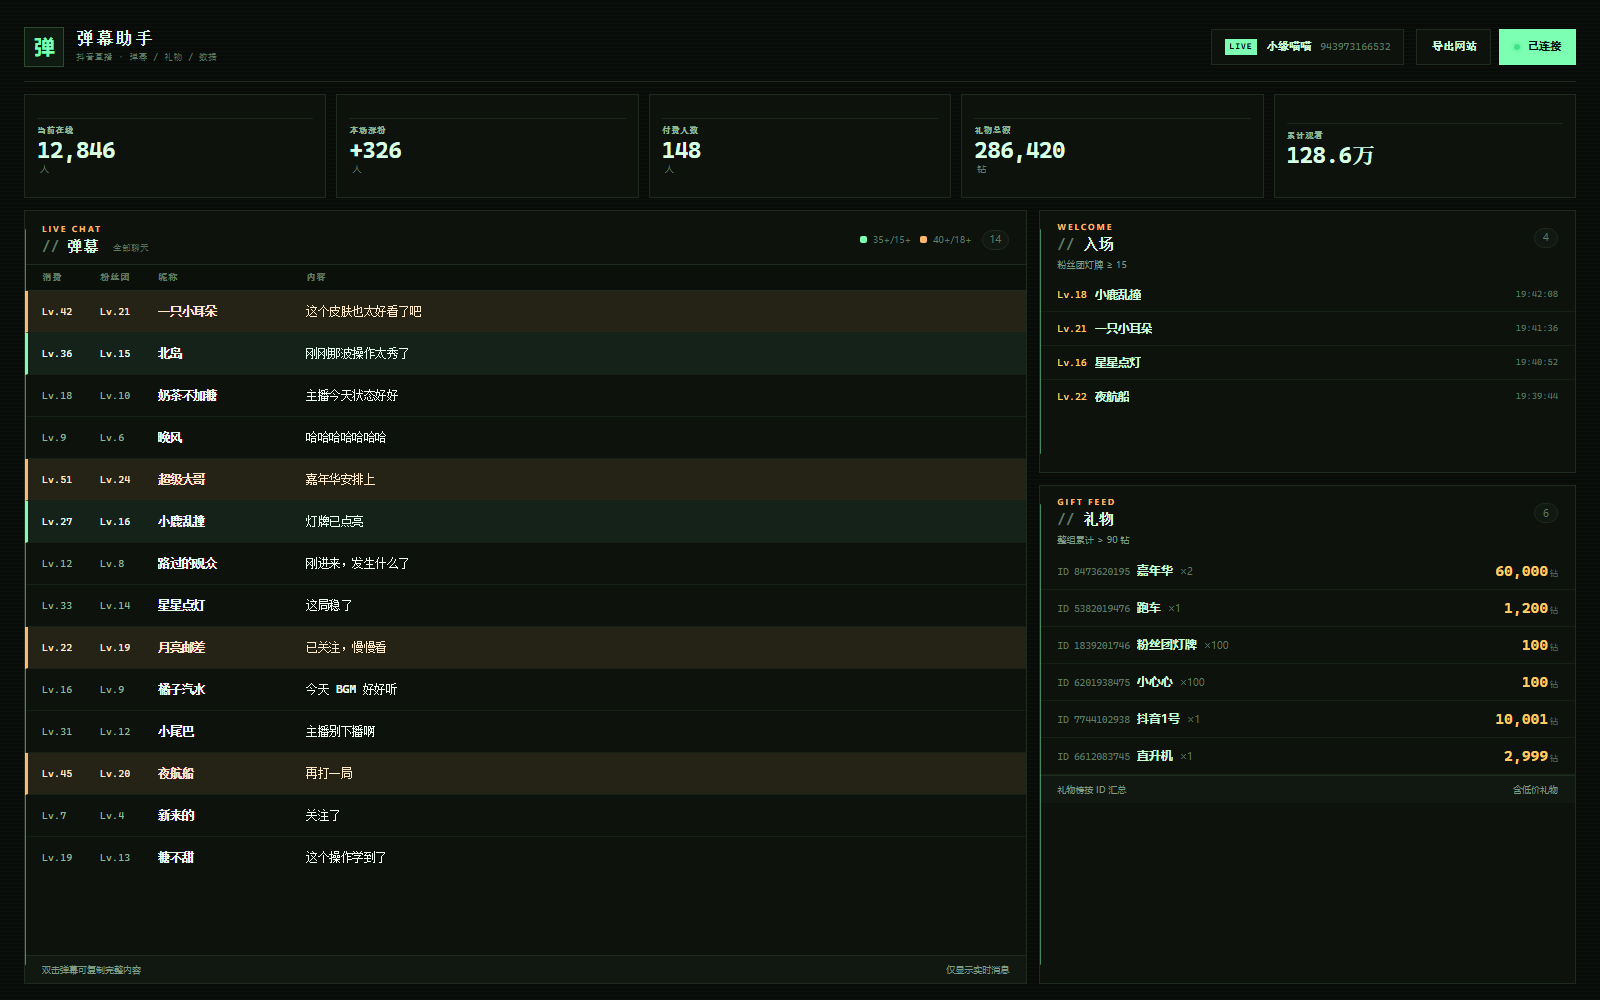 弹 弹幕助手
抖音直播 · 弹幕 / 礼物 / 数据
LIVE 小缘喵喵 943973166532 导出网站 已连接
当前在线
12,846
人
本场涨粉
+326
人
付费人数
148
人
礼物总额
286,420
钻
累计观看
128.6万
LIVE CHAT
// 弹幕 全部聊天
35+/15+ 40+/18+ 14
消费 粉丝团 昵称 内容
Lv.42 Lv.21 一只小耳朵 这个皮肤也太好看了吧
Lv.36 Lv.15 北岛 刚刚那波操作太秀了
Lv.18 Lv.10 奶茶不加糖 主播今天状态好好
Lv.9 Lv.6 晚风 哈哈哈哈哈哈哈
Lv.51 Lv.24 超级大哥 嘉年华安排上
Lv.27 Lv.16 小鹿乱撞 灯牌已点亮
Lv.12 Lv.8 路过的观众 刚进来，发生什么了
Lv.33 Lv.14 星星点灯 这局稳了
Lv.22 Lv.19 月亮邮差 已关注，慢慢看
Lv.16 Lv.9 橘子汽水 今天 BGM 好好听
Lv.31 Lv.12 小尾巴 主播别下播啊
Lv.45 Lv.20 夜航船 再打一局
Lv.7 Lv.4 新来的 关注了
Lv.19 Lv.13 糖不甜 这个操作学到了
双击弹幕可复制完整内容 仅显示实时消息
WELCOME
// 入场 4
粉丝团灯牌 ≥ 15
Lv.18 小鹿乱撞 19:42:08
Lv.21 一只小耳朵 19:41:36
Lv.16 星星点灯 19:40:52
Lv.22 夜航船 19:39:44
GIFT FEED
// 礼物 6
整组累计 > 90 钻
ID 8473620195 嘉年华 ×2 60,000 钻
ID 5382019476 跑车 ×1 1,200 钻
ID 1839201746 粉丝团灯牌 ×100 100 钻
ID 6201938475 小心心 ×100 100 钻
ID 7744102938 抖音1号 ×1 10,001 钻
ID 6612083745 直升机 ×1 2,999 钻
礼物榜按 ID 汇总 含低价礼物